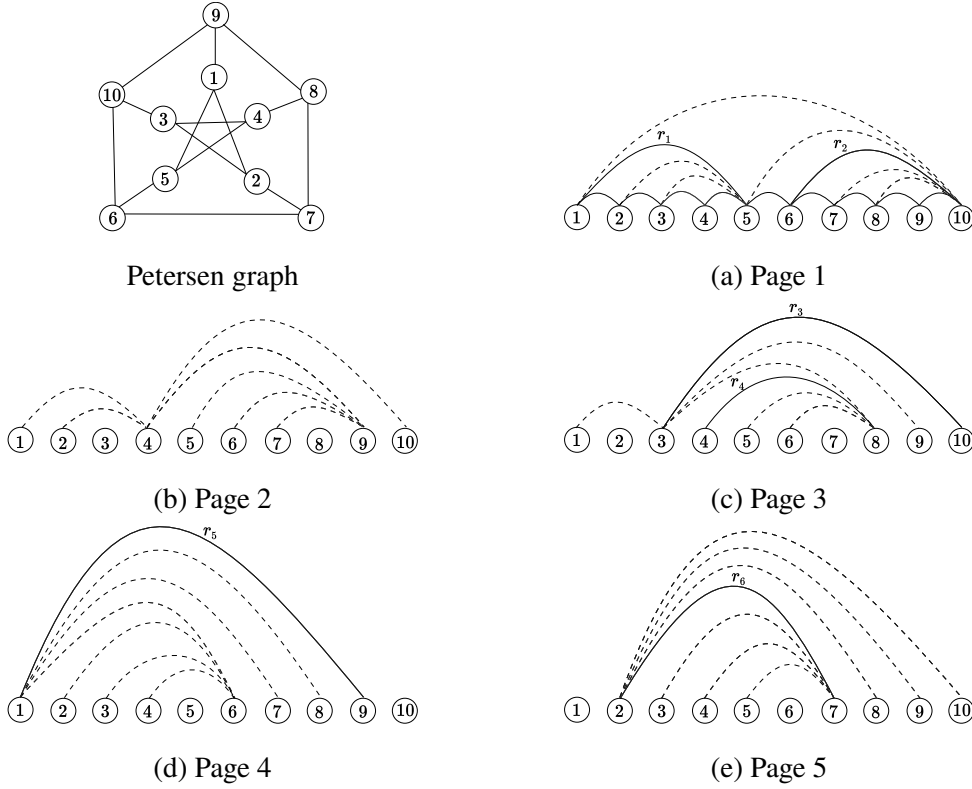 9
1
10
8
3
4
5
2
6
7
Petersen graph
r1
r2
1 2 3 4 5 6 7 8 9 10
(a) Page 1
1 2 3 4 5 6 7 8 9 10
(b) Page 2
r3
r4
1 2 3 4 5 6 7 8 9 10
(c) Page 3
r5
1 2 3 4 5 6 7 8 9 10
(d) Page 4
r6
1 2 3 4 5 6 7 8 9 10
(e) Page 5